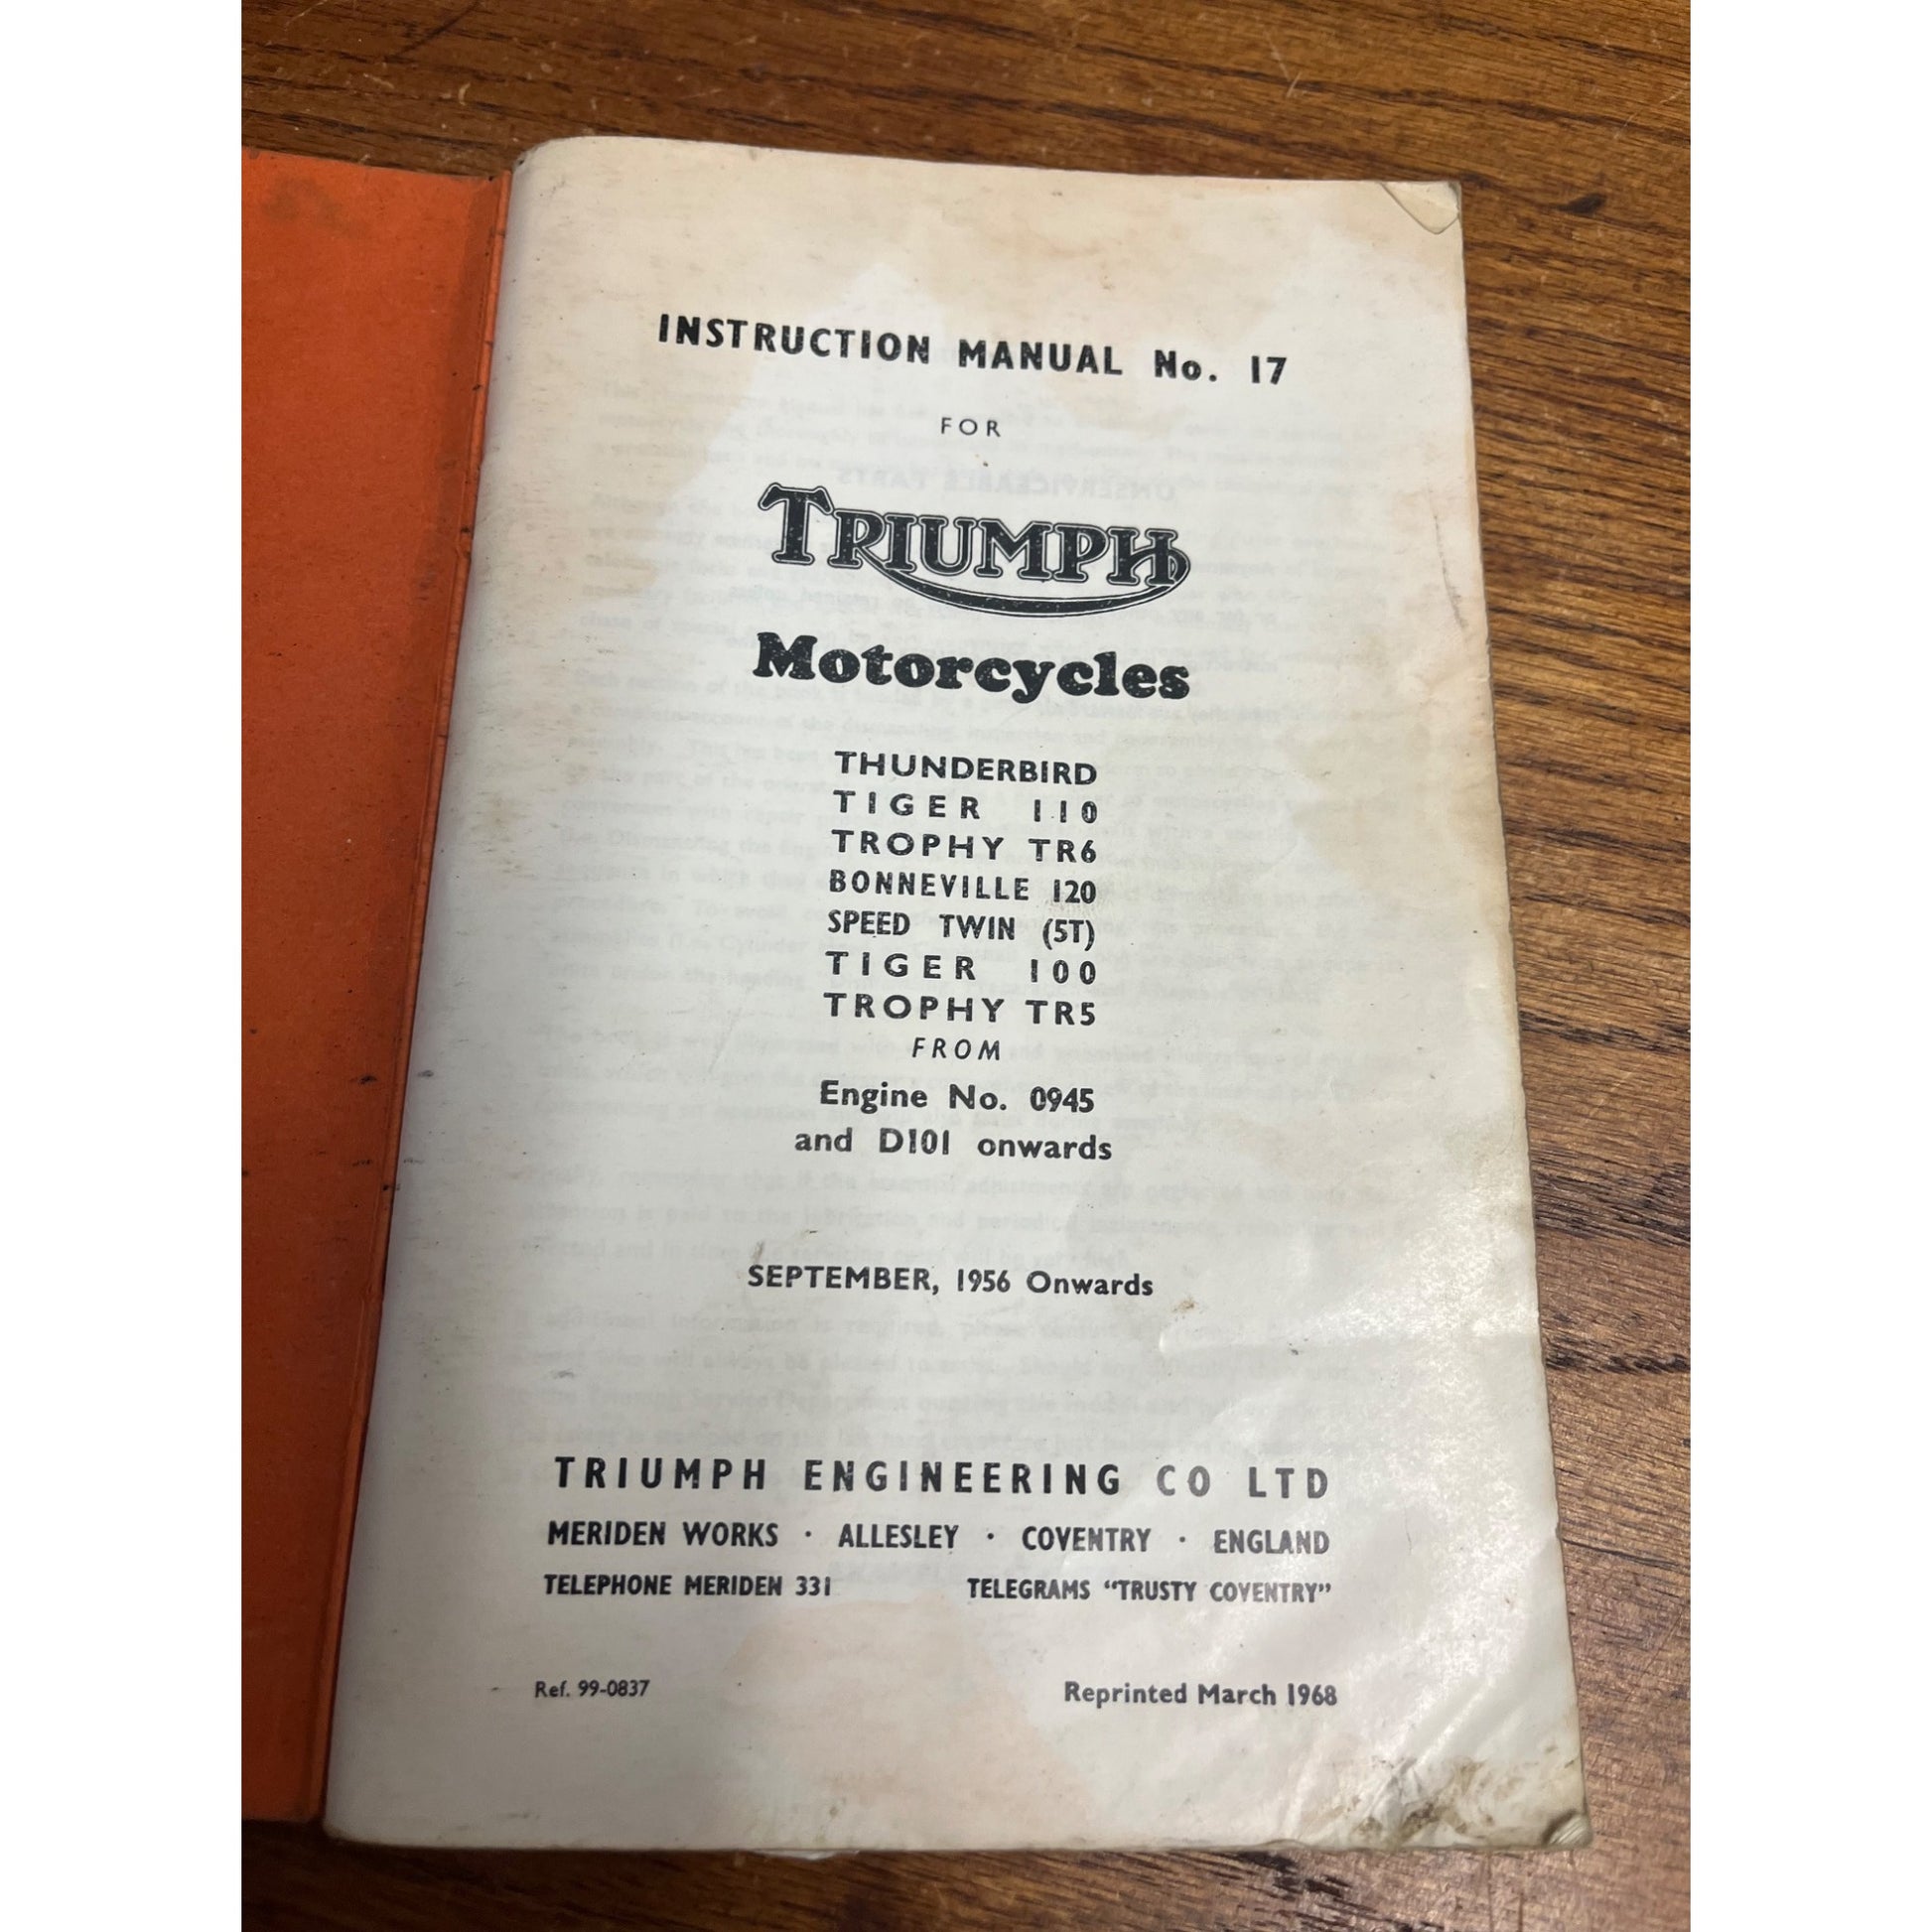 INSTRUCTION MANUAL No. 17
FOR
TRIUMPH
Motorcycles
THUNDERBIRD
TIGER 110
TROPHY TR6
BONNEVILLE 120
SPEED TWIN (5T)
TIGER 100
TROPHY TR5
FROM
Engine No. 0945
and D101 onwards
SEPTEMBER, 1956 Onwards
TRIUMPH ENGINEERING CO LTD
MERIDEN WORKS · ALLESLEY · COVENTRY · ENGLAND
TELEPHONE MERIDEN 331 TELEGRAMS "TRUSTY COVENTRY"
Ref. 99-0837 Reprinted March 1968